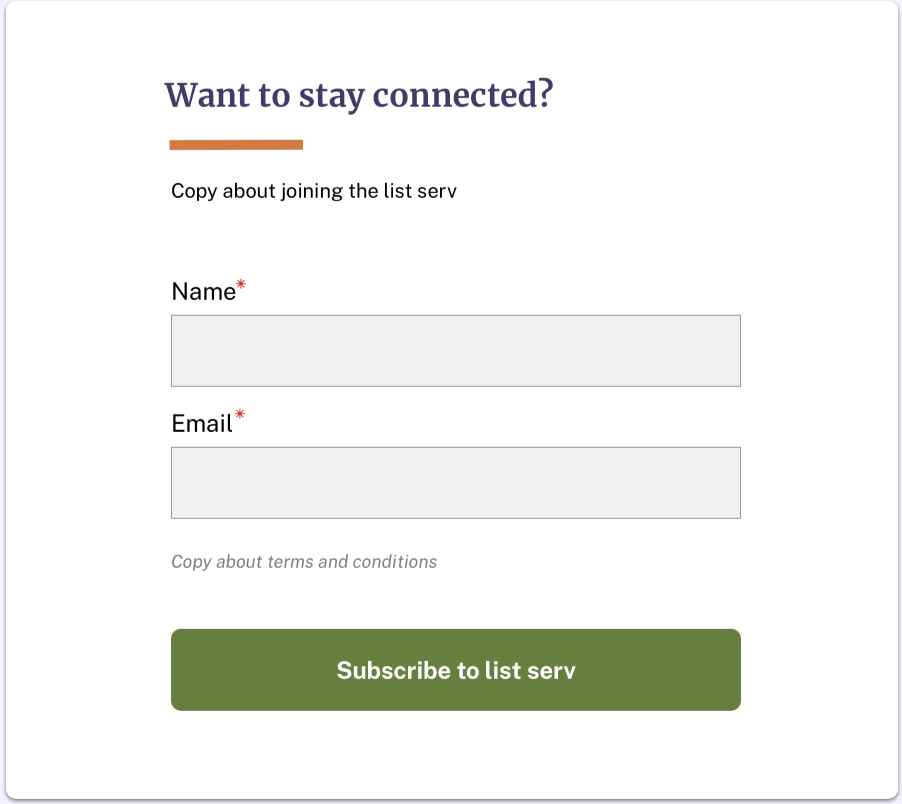 Want to stay connected?
Copy about joining the list serv
Name*
Email*
Copy about terms and conditions
Subscribe to list serv